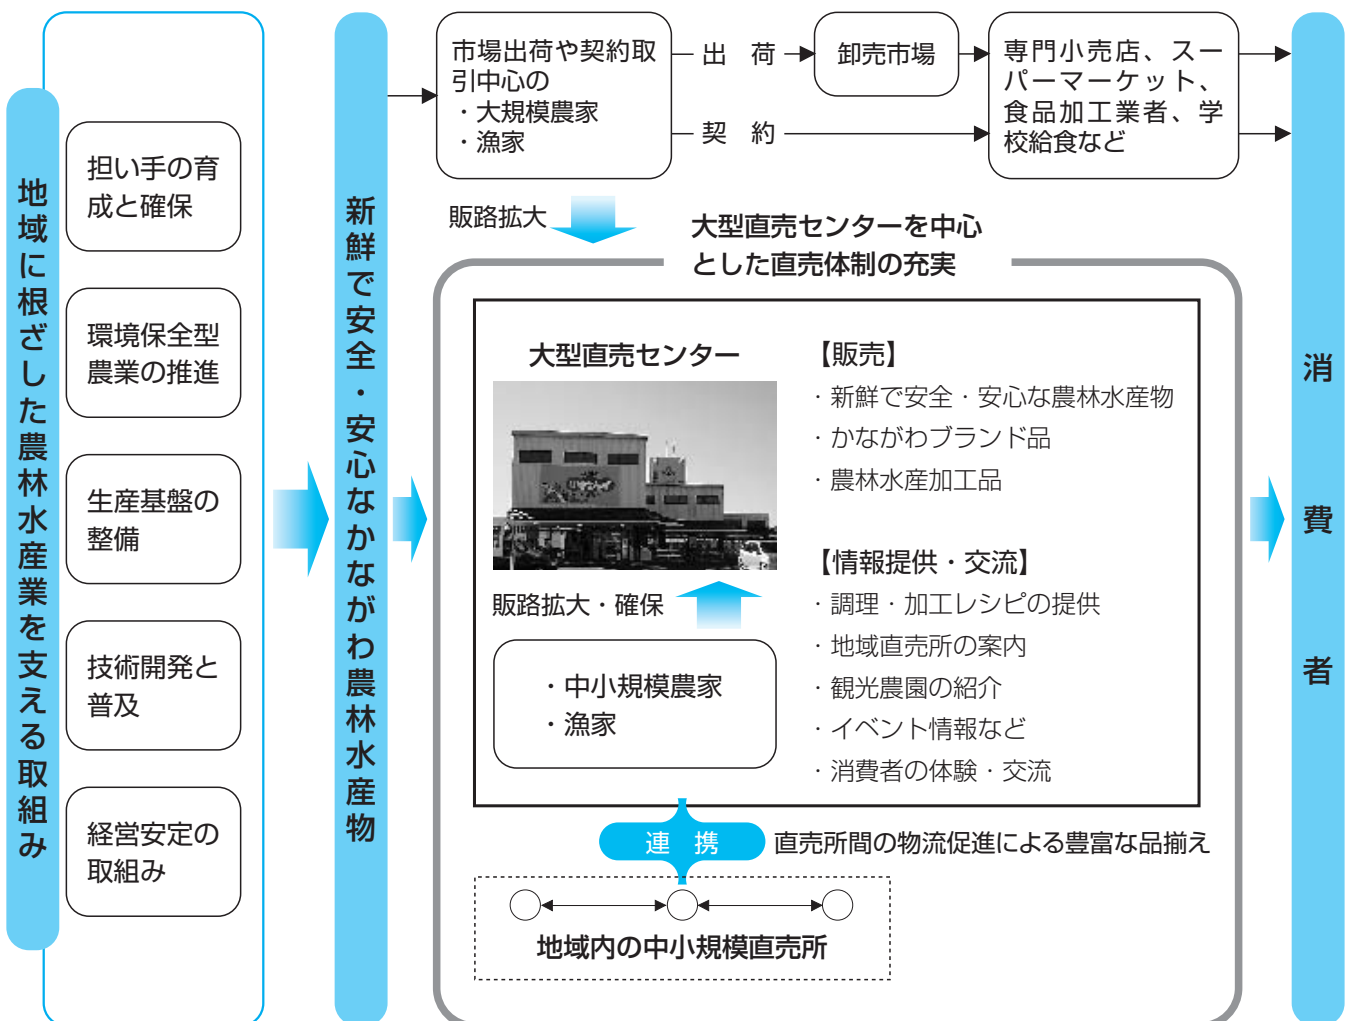 地域に根ざした農林水産業を支える取組み
担い手の育
成と確保
環境保全型
農業の推進
生産基盤の
整備
技術開発と
普及
経営安定の
取組み
新鮮で安全・安心なかながわ農林水産物
市場出荷や契約取
引中心の
・大規模農家
・漁家
出 荷
卸売市場
契 約
専門小売店、スー
パーマーケット、
食品加工業者、学
校給食など
販路拡大
大型直売センターを中心
とした直売体制の充実
大型直売センター
販路拡大・確保
・中小規模農家
・漁家
【販売】
・新鮮で安全・安心な農林水産物
・かながわブランド品
・農林水産加工品
【情報提供・交流】
・調理・加工レシピの提供
・地域直売所の案内
・観光農園の紹介
・イベント情報など
・消費者の体験・交流
連 携
直売所間の物流促進による豊富な品揃え
地域内の中小規模直売所
消費者